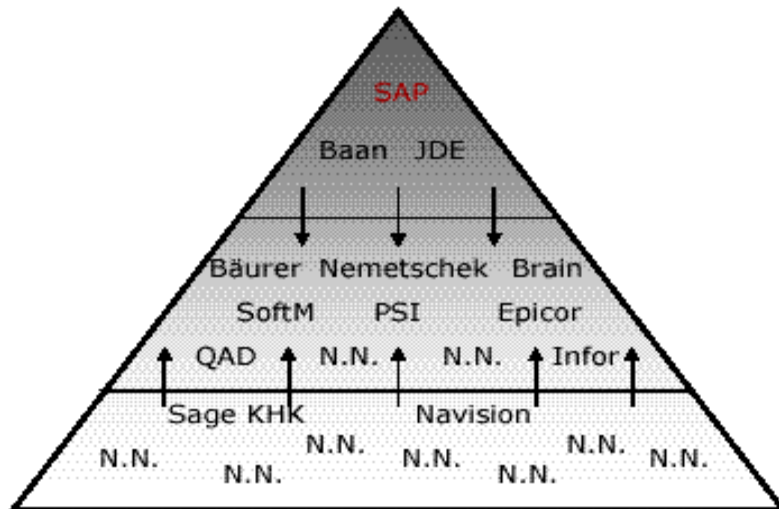 SAP
Baan JDE
Bäurer Nemetschek Brain
SoftM PSI Epicor
QAD N.N. N.N. Infor
Sage KHK Navision
N.N. N.N. N.N. N.N. N.N. N.N. N.N.